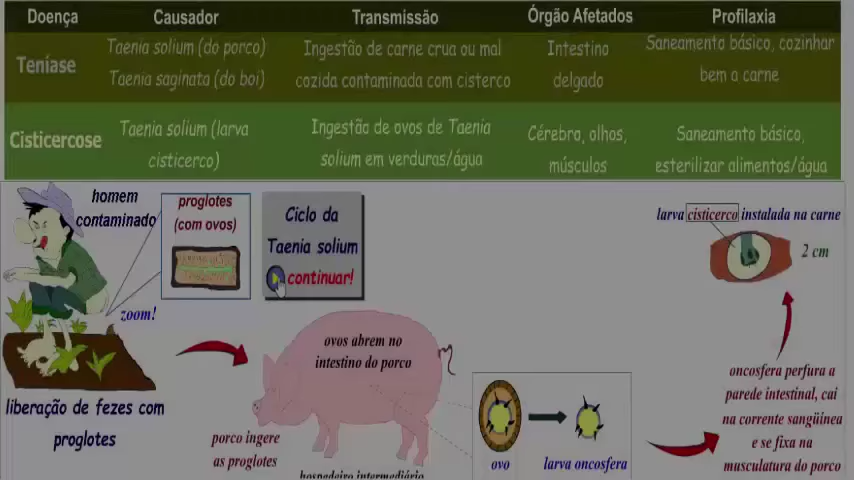 Doença Causador Transmissão Órgão Afetados Profilaxia
Teníase
Taenia solium (do porco)
Taenia saginata (do boi)
Ingestão de carne crua ou mal
cozida contaminada com cisterco
Intestino
delgado
Saneamento básico, cozinhar
bem a carne
Cisticercose
Taenia solium (larva
cisticerco)
Ingestão de ovos de Taenia
solium em verduras/água
Cérebro, olhos,
músculos
Saneamento básico,
esterilizar alimentos/água
homem
contaminado
proglotes
(com ovos)
zoom!
Ciclo da
Taenia solium
continuar!
larva cisticerco instalada na carne
2 cm
liberação de fezes com
proglotes
ovos abrem no
intestino do porco
porco ingere
as proglotes
hospedeiro intermediário
ovo
larva oncosfera
oncosfera perfura a
parede intestinal, cai
na corrente sangüínea
e se fixa na
musculatura do porco